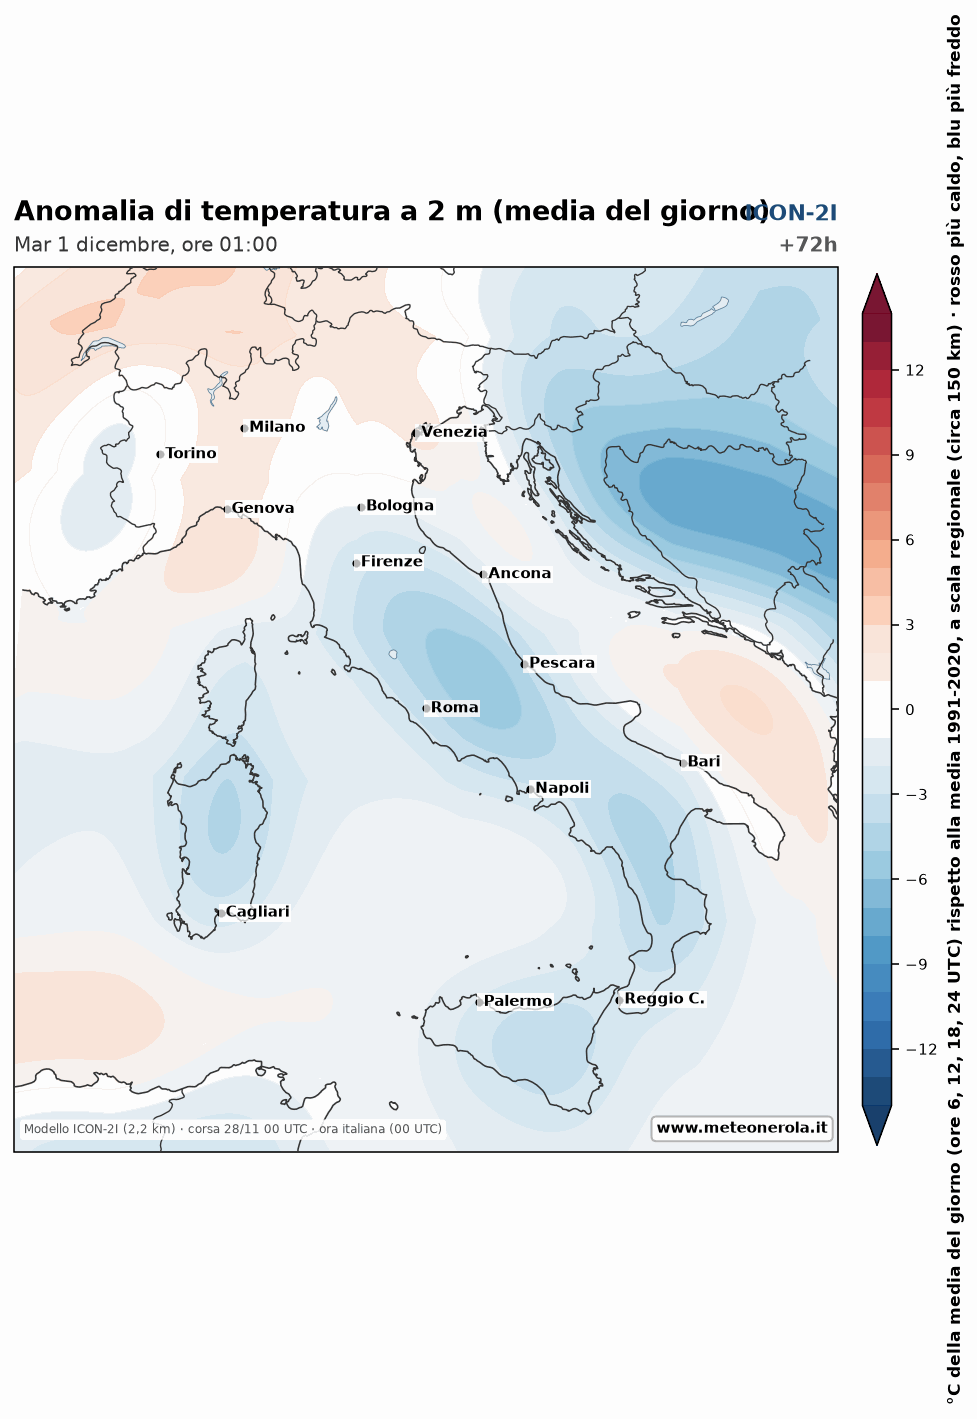 Anomalia di temperatura a 2 m (media del giorno)
ICON-2I
Mar 1 dicembre, ore 01:00
+72h
Milano
Venezia
Torino
Genova
Bologna
Firenze
Ancona
Pescara
Roma
Bari
Napoli
Cagliari
Palermo
Reggio C.
Modello ICON-2I (2,2 km) · corsa 28/11 00 UTC · ora italiana (00 UTC)
www.meteonerola.it
12
9
6
3
0
−3
−6
−9
−12
°C della media del giorno (ore 6, 12, 18, 24 UTC) rispetto alla media 1991-2020, a scala regionale (circa 150 km) · rosso più caldo, blu più freddo